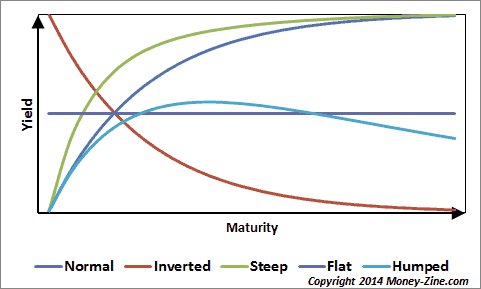 Yield
Maturity
Normal Inverted Steep Flat Humped
Copyright 2014 Money-Zine.com